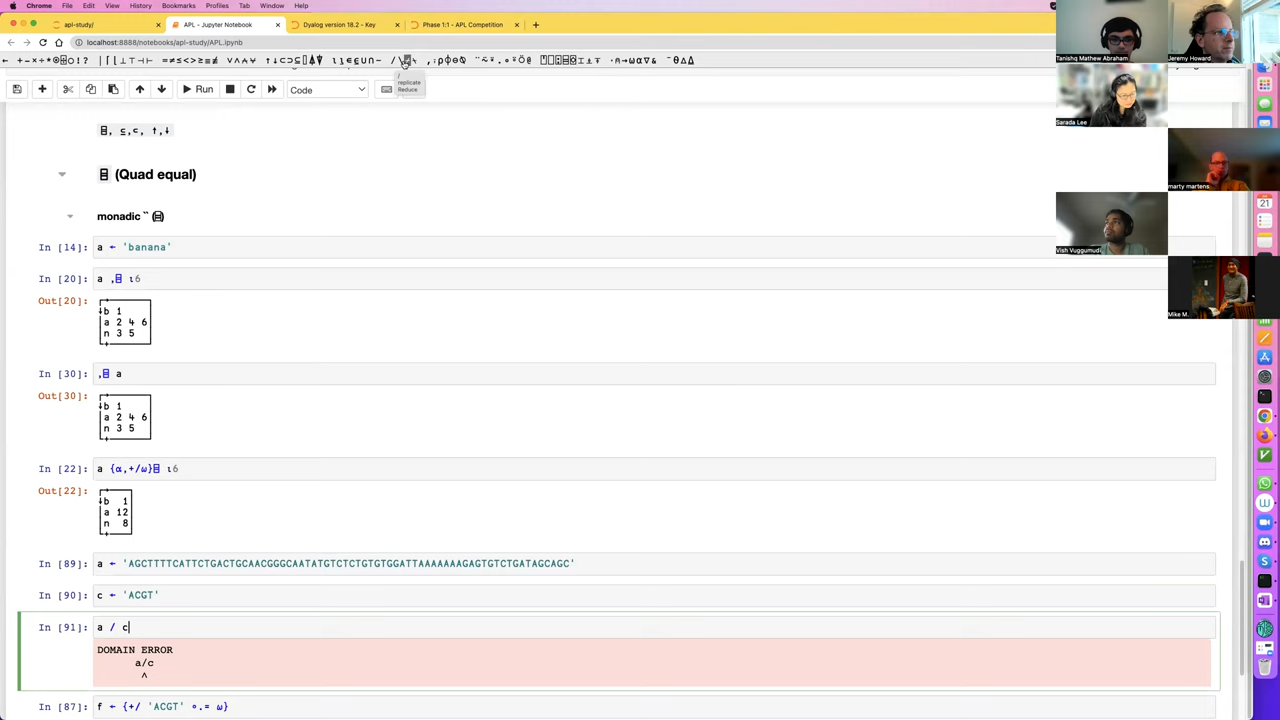 Chrome File Edit View History Bookmarks Profiles Tab Window Help
apl-study/ × APL - Jupyter Notebook × Dyalog version 18.2 - Key × Phase 1:1 - APL Competition × +
localhost:8888/notebooks/apl-study/APL.ipynb
/
replicate
Reduce
Run Code
⌸, ⊆,⊂, ↑,↓
⌸ (Quad equal)
monadic `` (⌸)
In [14]: a ← 'banana'
In [20]: a ,⌸ ⍳6
Out[20]:
b 1
a 2 4 6
n 3 5
In [30]: ,⌸ a
Out[30]:
b 1
a 2 4 6
n 3 5
In [22]: a {⍺,+/⍵}⌸ ⍳6
Out[22]:
b 1
a 12
n 8
In [89]: a ← 'AGCTTTTCATTCTGACTGCAACGGGCAATATGTCTCTGTGTGGATTAAAAAAAGAGTGTCTGATAGCAGC'
In [90]: c ← 'ACGT'
In [91]: a / c
DOMAIN ERROR
a/c
^
In [87]: f ← {+/ 'ACGT' ∘.= ⍵}
Tanishq Mathew Abraham
Jeremy Howard
Sarada Lee
marty martens
Vish Vuggumudi
Mike M.
21